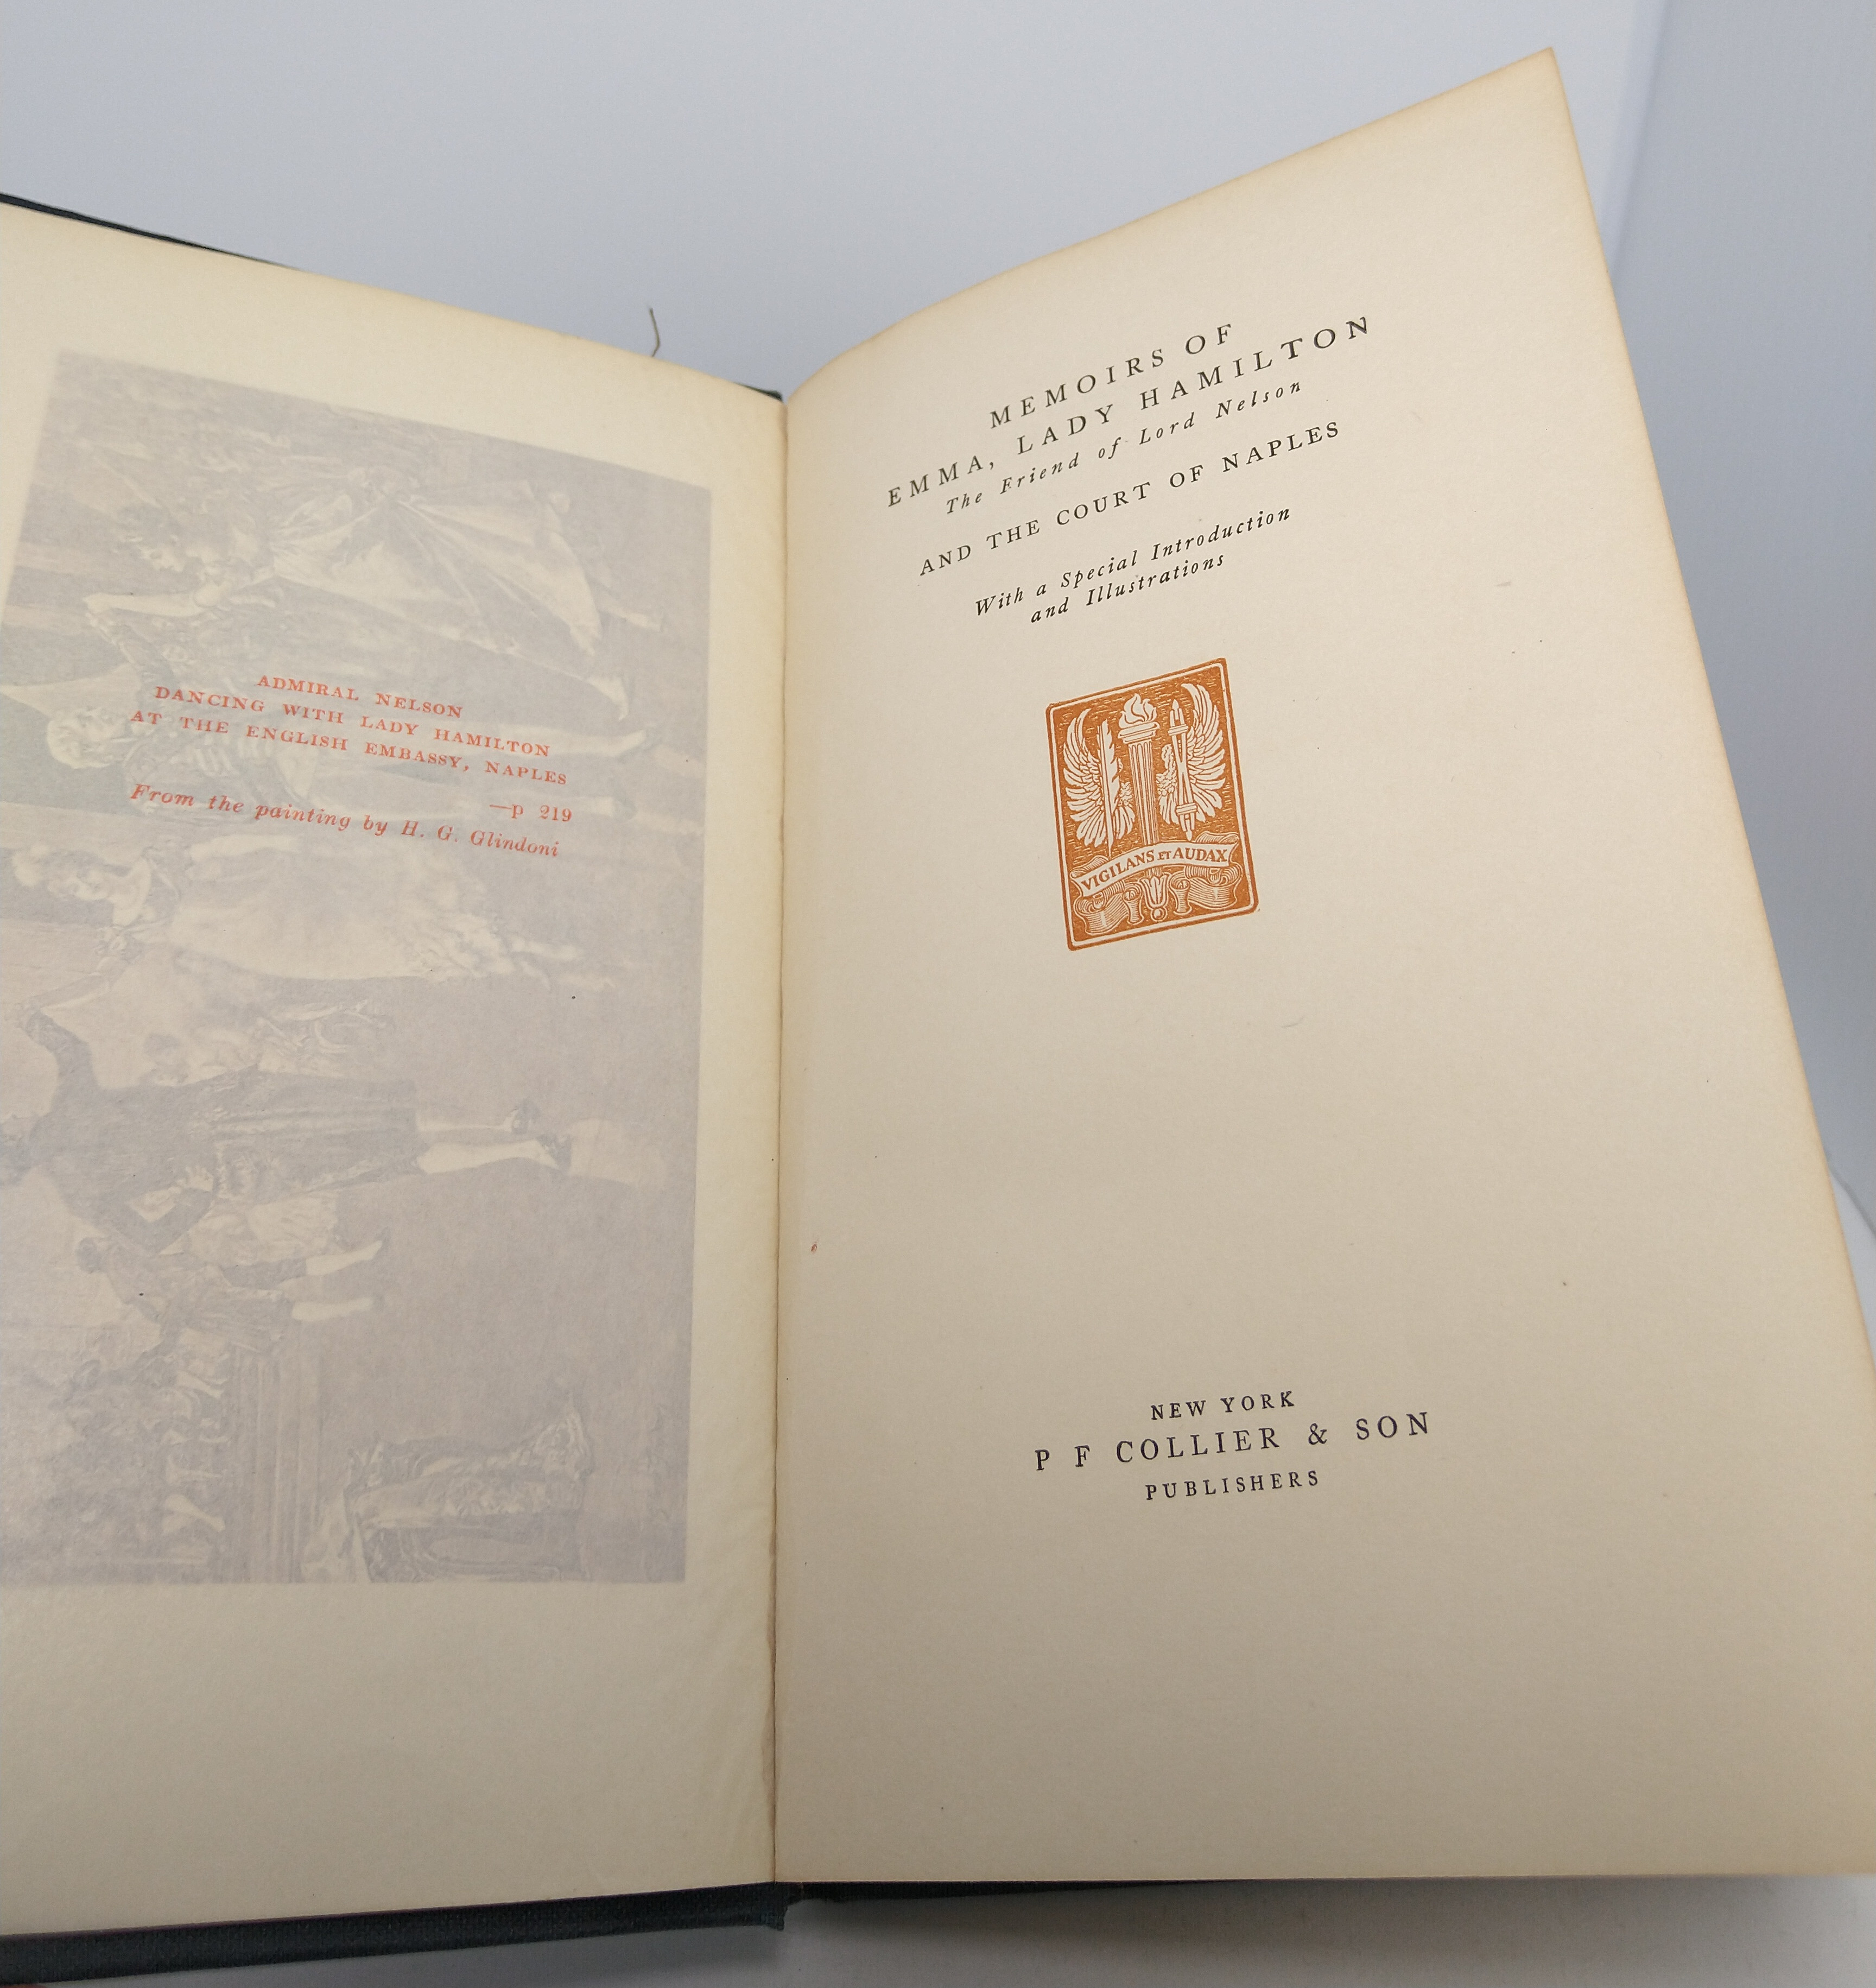 ADMIRAL NELSON
DANCING WITH LADY HAMILTON
AT THE ENGLISH EMBASSY, NAPLES
—p 219
From the painting by H. G. Glindoni
MEMOIRS OF
EMMA, LADY HAMILTON
The Friend of Lord Nelson
AND THE COURT OF NAPLES
With a Special Introduction
and Illustrations
VIGILANS ET AUDAX
NEW YORK
P F COLLIER & SON
PUBLISHERS